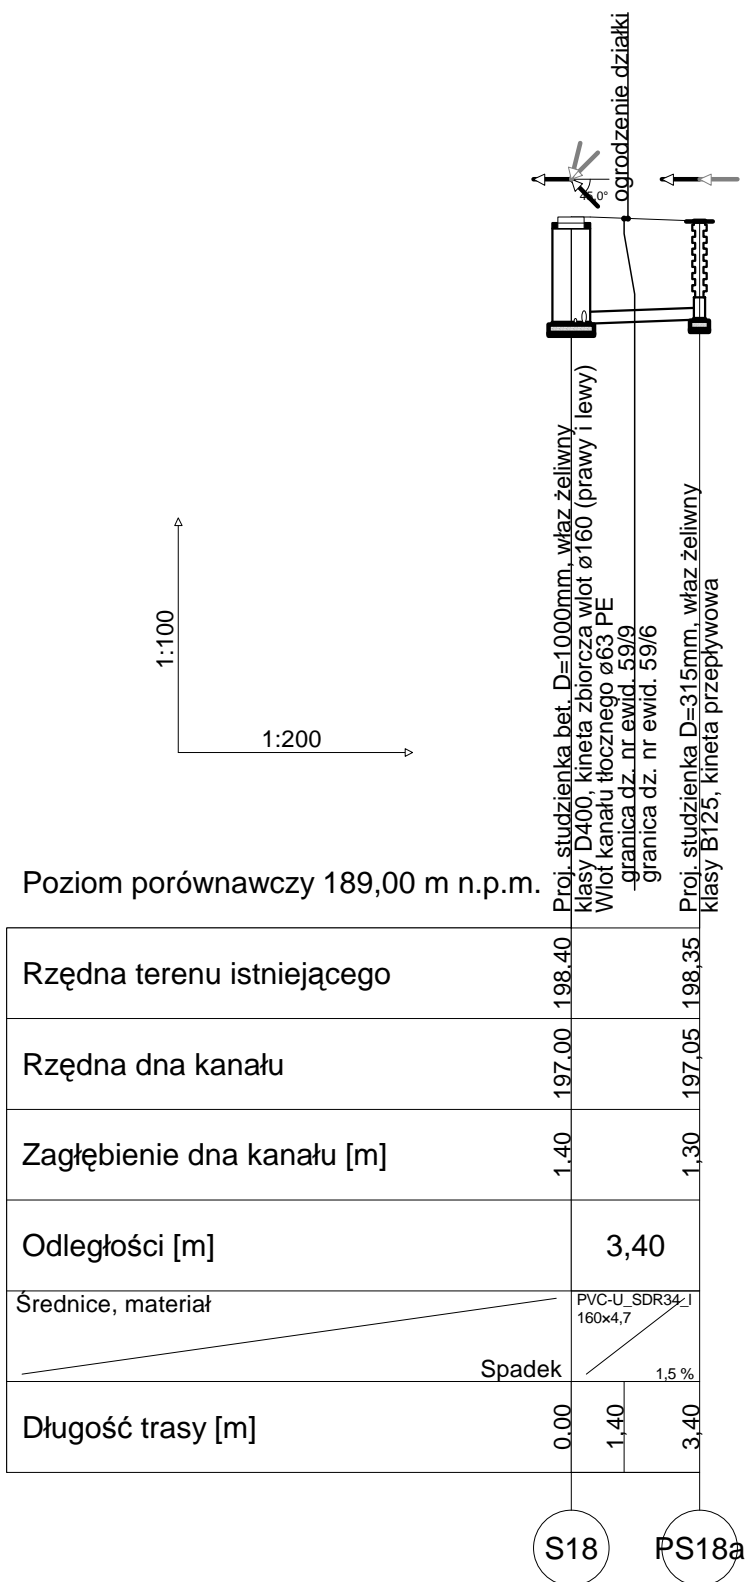 ogrodzenie działki
45,0°
Proj. studzienka bet. D=1000mm, właz żeliwny
klasy D400, kineta zbiorcza wlot ø160 (prawy i lewy)
Wlot kanału tłocznego ø63 PE
granica dz. nr ewid. 59/9
granica dz. nr ewid. 59/6
Proj. studzienka D=315mm, właz żeliwny
klasy B125, kineta przepływowa
1:100
1:200
Poziom porównawczy 189,00 m n.p.m.
Rzędna terenu istniejącego 198.40 198,35
Rzędna dna kanału 197.00 197,05
Zagłębienie dna kanału [m] 1.40 1,30
Odległości [m] 3,40
Średnice, materiał PVC-U_SDR34_I
160×4,7
Spadek 1,5 %
Długość trasy [m] 0.00 1,40 3,40
S18 PS18a